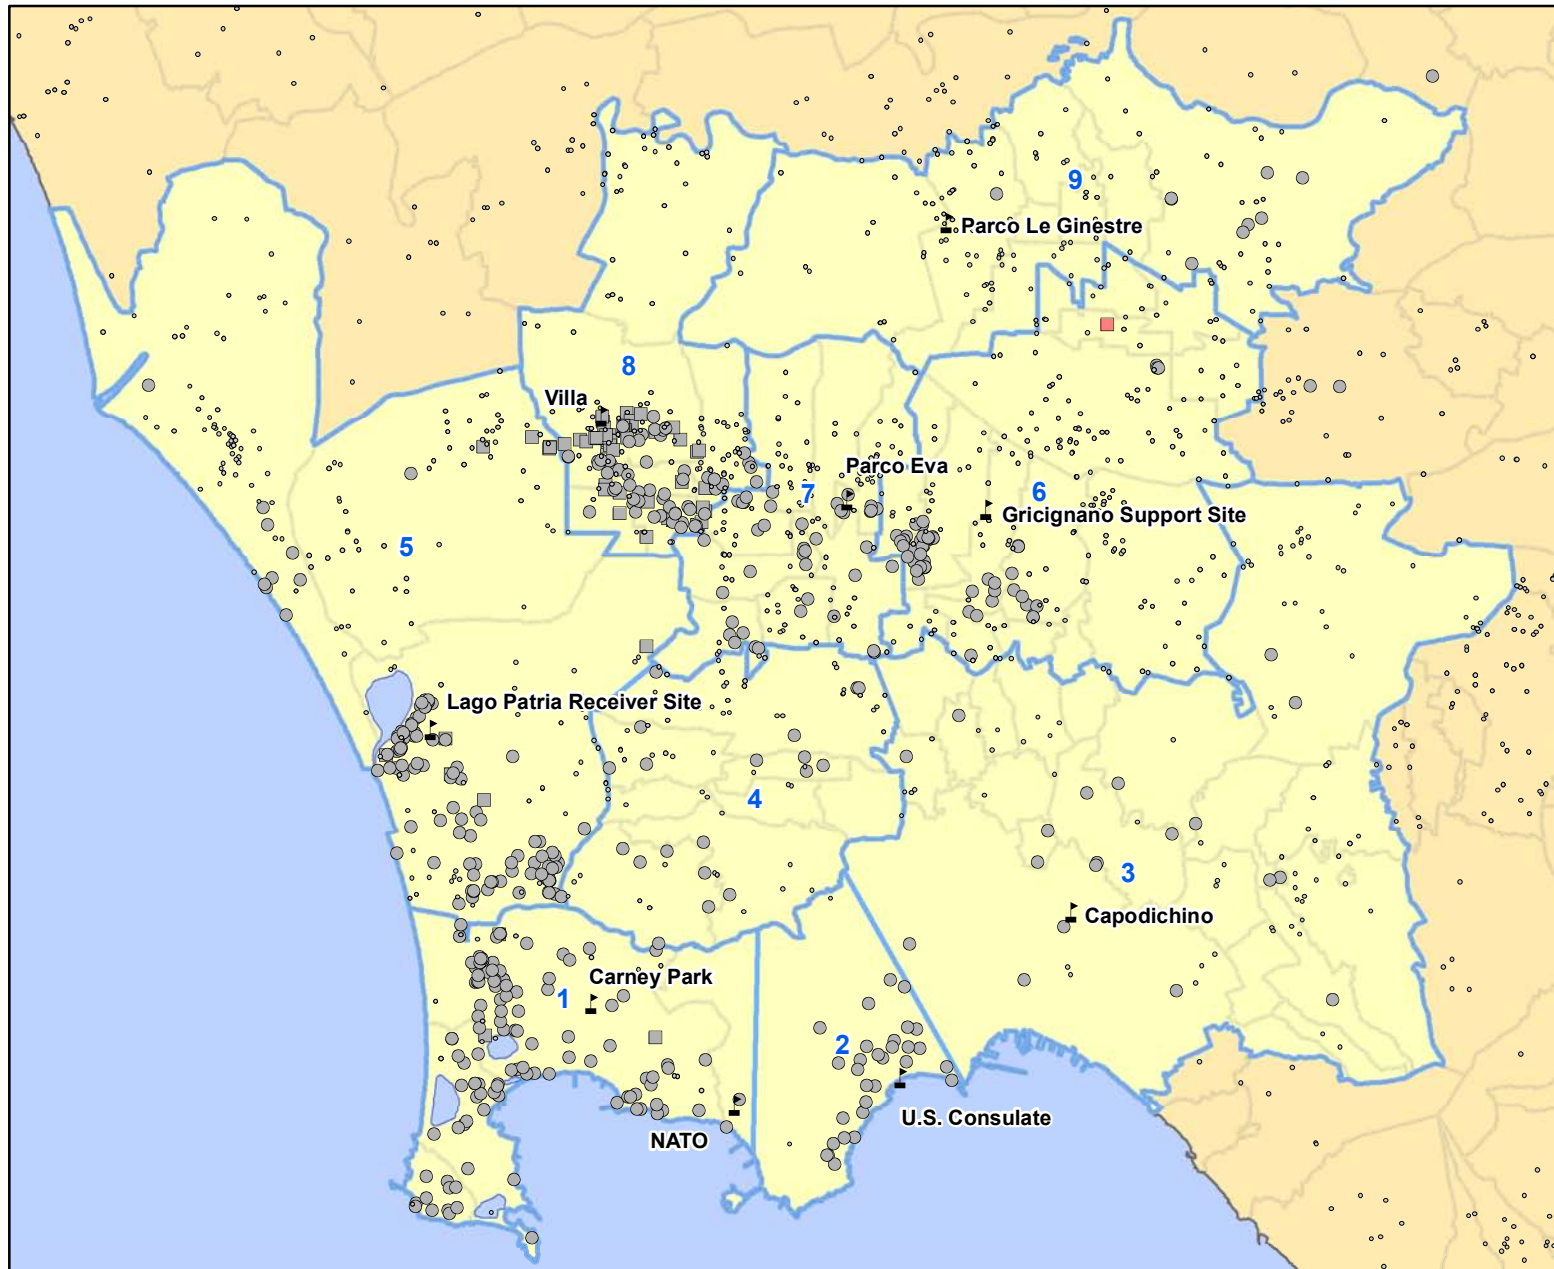 9
Parco Le Ginestre
8
Villa
Parco Eva
7
6
Gricignano Support Site
5
Lago Patria Receiver Site
4
3
Capodichino
Carney Park
1
2
U.S. Consulate
NATO